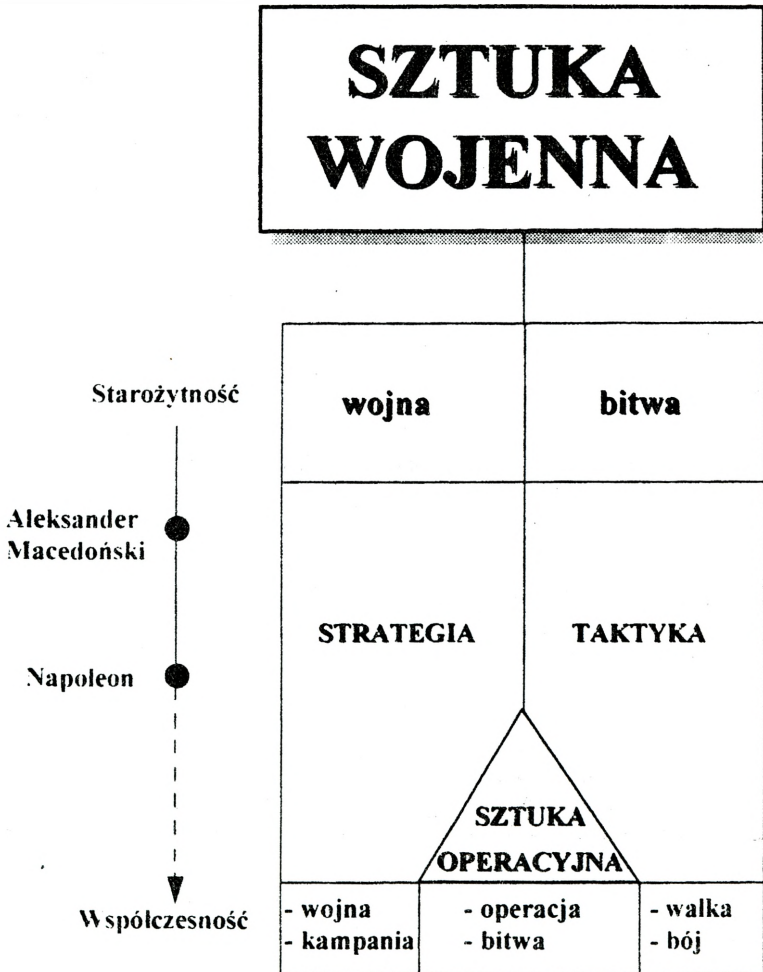 SZTUKA
WOJENNA
Starożytność
wojna
bitwa
Aleksander
Macedoński
STRATEGIA
TAKTYKA
Napoleon
SZTUKA
OPERACYJNA
Współczesność
- wojna
- kampania
- operacja
- bitwa
- walka
- bój